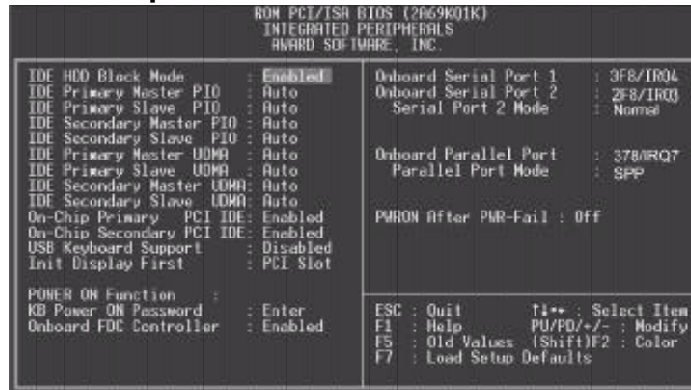 ROM PCI/ISA BIOS (2A69KQ1K)
INTEGRATED PERIPHERALS
AWARD SOFTWARE, INC.
IDE HDD Block Mode : Enabled
IDE Primary Master PIO : Auto
IDE Primary Slave PIO : Auto
IDE Secondary Master PIO : Auto
IDE Secondary Slave PIO : Auto
IDE Primary Master UDMA : Auto
IDE Primary Slave UDMA : Auto
IDE Secondary Master UDMA: Auto
IDE Secondary Slave UDMA: Auto
On-Chip Primary PCI IDE: Enabled
On-Chip Secondary PCI IDE: Enabled
USB Keyboard Support : Disabled
Init Display First : PCI Slot
POWER ON Function :
KB Power ON Password : Enter
Onboard FDC Controller : Enabled
Onboard Serial Port 1 : 3F8/IRQ4
Onboard Serial Port 2 : 2F8/IRQ3
Serial Port 2 Mode : Normal
Onboard Parallel Port : 378/IRQ7
Parallel Port Mode : SPP
PWRON After PWR-Fail : Off
ESC : Quit ↑↓→← : Select Item
F1 : Help PU/PD/+/- : Modify
F5 : Old Values (Shift)F2 : Color
F7 : Load Setup Defaults